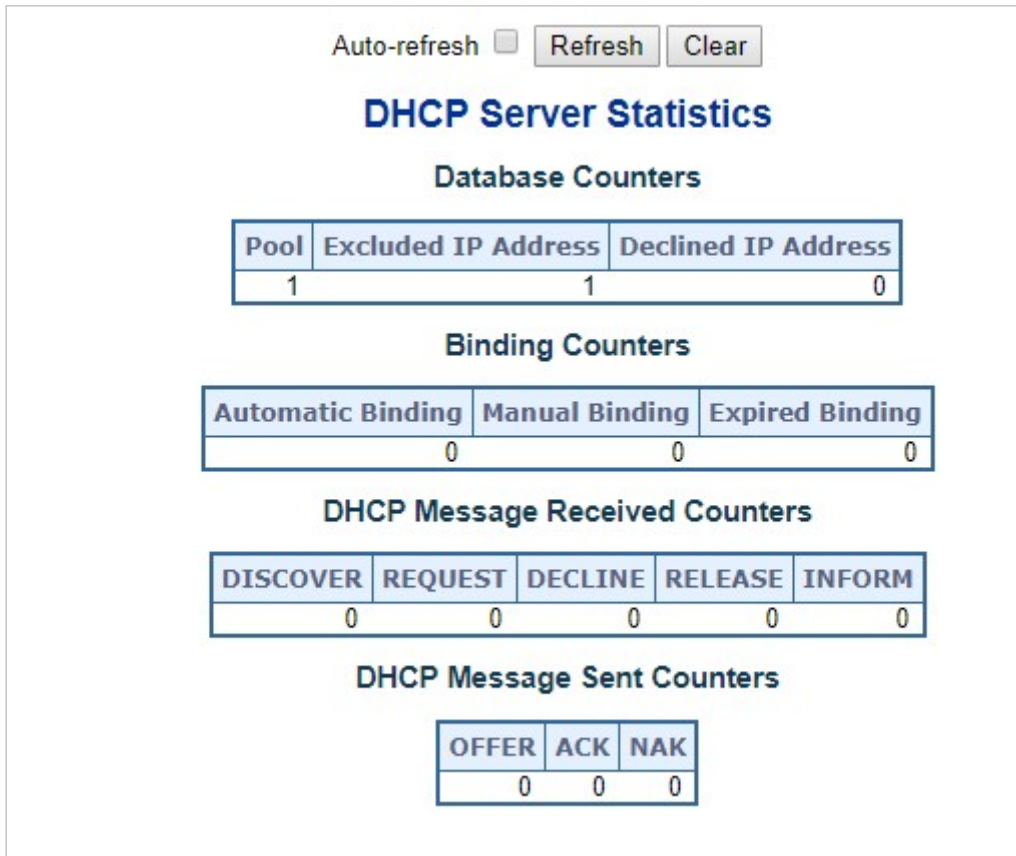 Auto-refresh Refresh Clear
DHCP Server Statistics
Database Counters
Pool Excluded IP Address Declined IP Address
1 1 0
Binding Counters
Automatic Binding Manual Binding Expired Binding
0 0 0
DHCP Message Received Counters
DISCOVER REQUEST DECLINE RELEASE INFORM
0 0 0 0 0
DHCP Message Sent Counters
OFFER ACK NAK
0 0 0